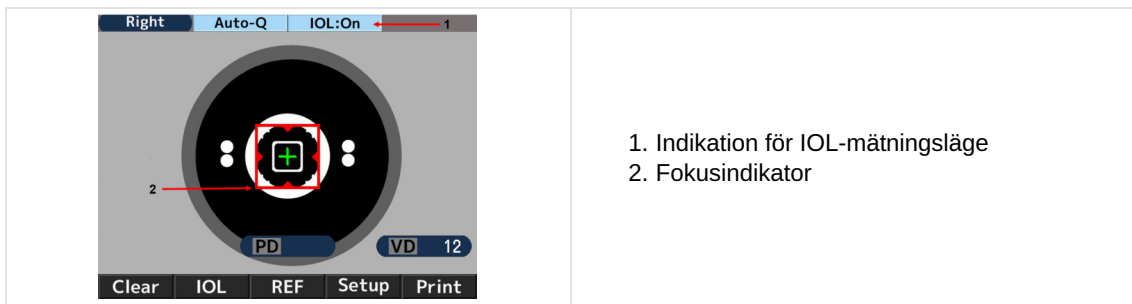 Right Auto-Q IOL:On 1
1. Indikation för IOL-mätningsläge
2. Fokusindikator
2
PD VD 12
Clear IOL REF Setup Print